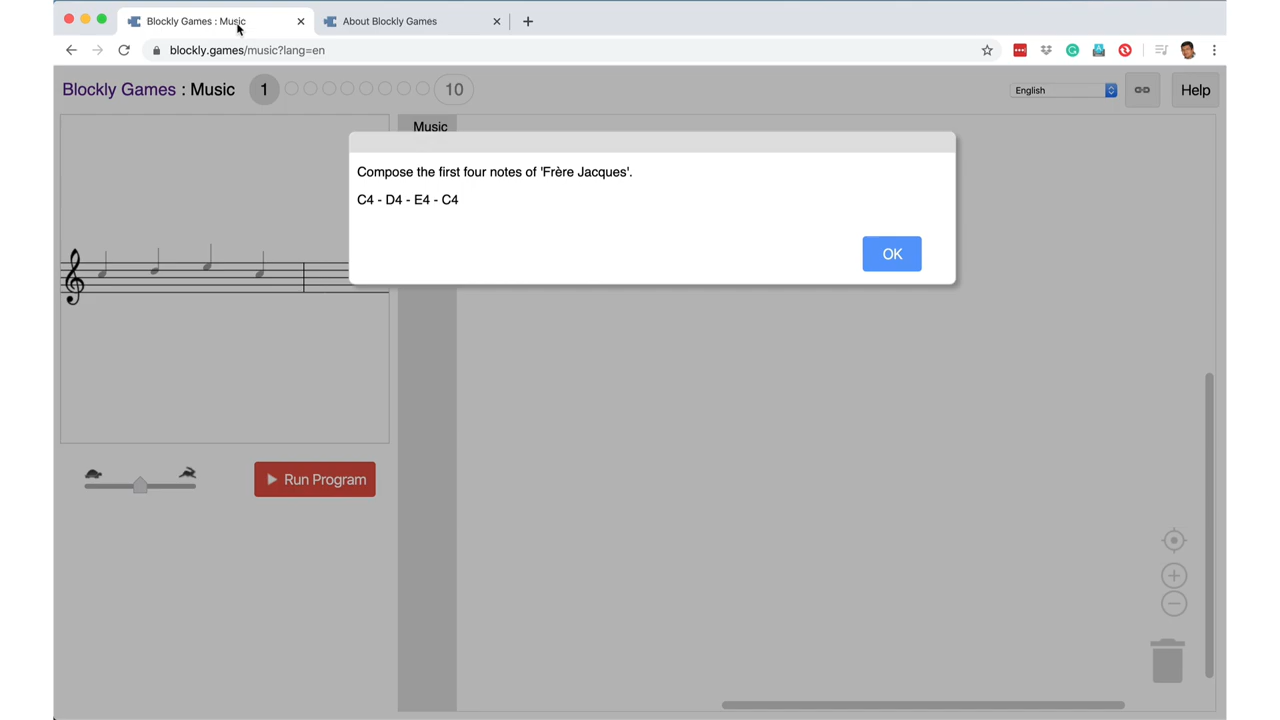 Blockly Games : Music
About Blockly Games
blockly.games/music?lang=en
Blockly Games : Music 1 10
English
Help
Music
Compose the first four notes of 'Frère Jacques'.
C4 - D4 - E4 - C4
OK
Run Program